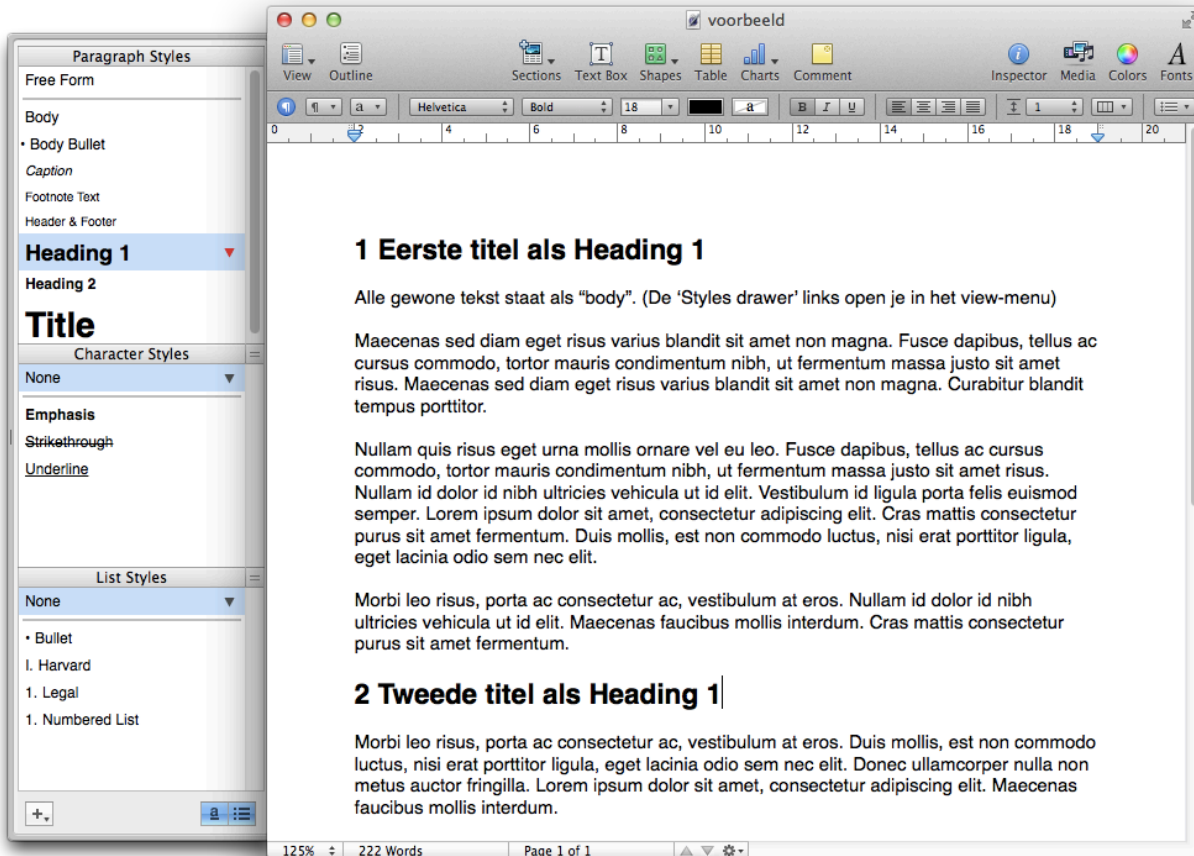 Paragraph Styles
Free Form
Body
• Body Bullet
Caption
Footnote Text
Header & Footer
Heading 1
Heading 2
Title
Character Styles
None
Emphasis
Strikethrough
Underline
List Styles
None
• Bullet
I. Harvard
1. Legal
1. Numbered List
a
voorbeeld
View Outline Sections Text Box Shapes Table Charts Comment Inspector Media Colors Fonts
¶ ¶ a Helvetica Bold 18 a B I U 1
0 2 4 6 8 10 12 14 16 18 20
1 Eerste titel als Heading 1
Alle gewone tekst staat als “body”. (De ‘Styles drawer’ links open je in het view-menu)
Maecenas sed diam eget risus varius blandit sit amet non magna. Fusce dapibus, tellus ac
cursus commodo, tortor mauris condimentum nibh, ut fermentum massa justo sit amet
risus. Maecenas sed diam eget risus varius blandit sit amet non magna. Curabitur blandit
tempus porttitor.
Nullam quis risus eget urna mollis ornare vel eu leo. Fusce dapibus, tellus ac cursus
commodo, tortor mauris condimentum nibh, ut fermentum massa justo sit amet risus.
Nullam id dolor id nibh ultricies vehicula ut id elit. Vestibulum id ligula porta felis euismod
semper. Lorem ipsum dolor sit amet, consectetur adipiscing elit. Cras mattis consectetur
purus sit amet fermentum. Duis mollis, est non commodo luctus, nisi erat porttitor ligula,
eget lacinia odio sem nec elit.
Morbi leo risus, porta ac consectetur ac, vestibulum at eros. Nullam id dolor id nibh
ultricies vehicula ut id elit. Maecenas faucibus mollis interdum. Cras mattis consectetur
purus sit amet fermentum.
2 Tweede titel als Heading 1
Morbi leo risus, porta ac consectetur ac, vestibulum at eros. Duis mollis, est non commodo
luctus, nisi erat porttitor ligula, eget lacinia odio sem nec elit. Donec ullamcorper nulla non
metus auctor fringilla. Lorem ipsum dolor sit amet, consectetur adipiscing elit. Maecenas
faucibus mollis interdum.
125% 222 Words Page 1 of 1